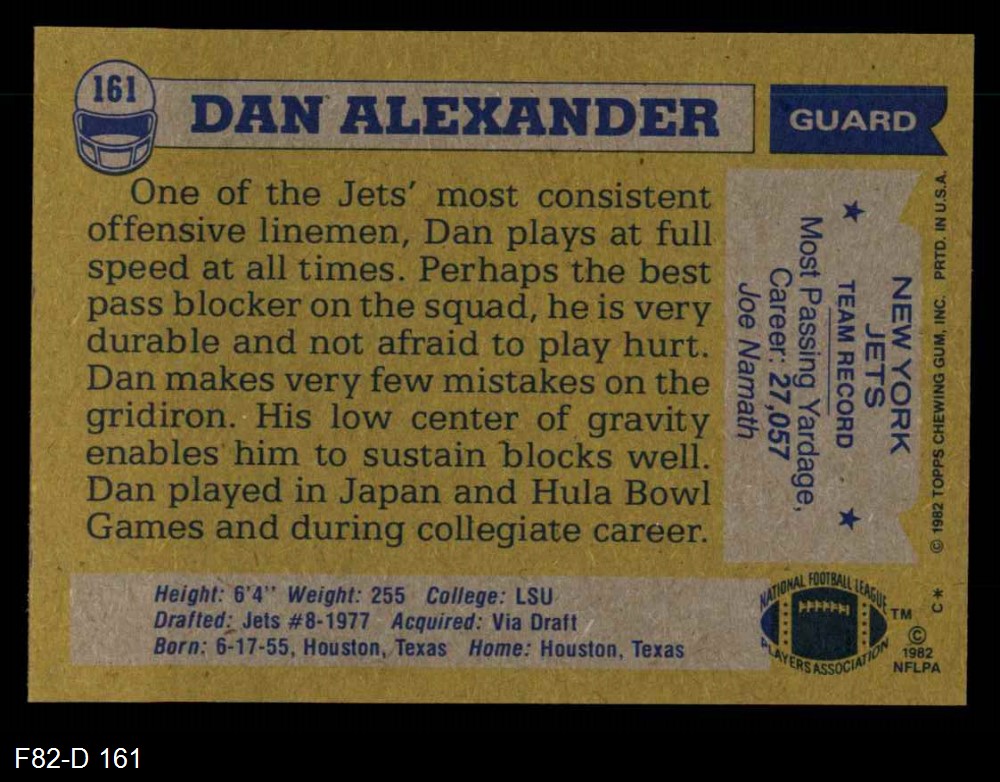 161
DAN ALEXANDER
GUARD
One of the Jets' most consistent
offensive linemen, Dan plays at full
speed at all times. Perhaps the best
pass blocker on the squad, he is very
durable and not afraid to play hurt.
Dan makes very few mistakes on the
gridiron. His low center of gravity
enables him to sustain blocks well.
Dan played in Japan and Hula Bowl
Games and during collegiate career.
NEW YORK
JETS
★ TEAM RECORD ★
Most Passing Yardage,
Career: 27,057
Joe Namath
© 1982 TOPPS CHEWING GUM, INC. PRTD. IN U.S.A.
C *
Height: 6'4" Weight: 255 College: LSU
Drafted: Jets #8-1977 Acquired: Via Draft
Born: 6-17-55, Houston, Texas Home: Houston, Texas
NATIONAL FOOTBALL LEAGUE
PLAYERS ASSOCIATION
TM
©
1982
NFLPA
F82-D 161